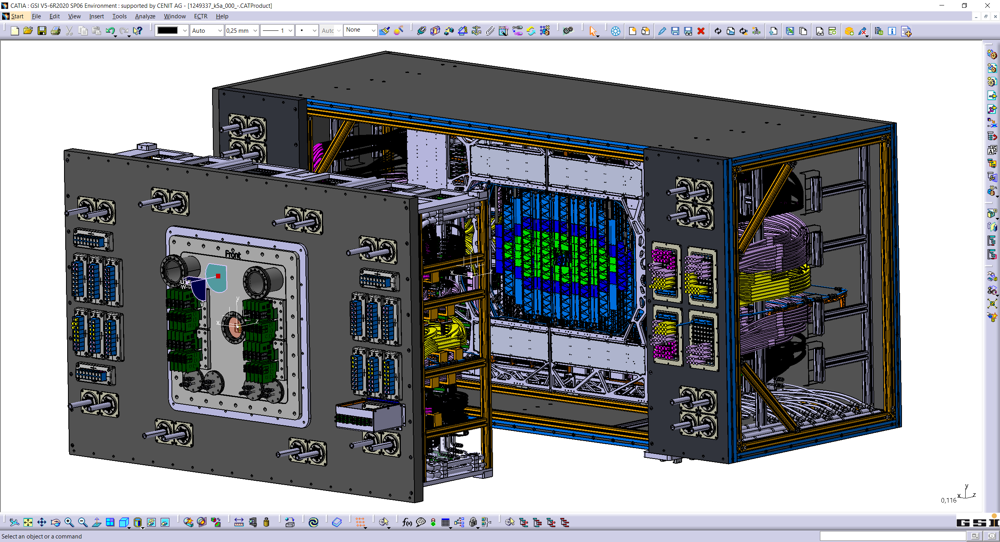 CATIA : GSI V5-6R2020 SP06 Environment : supported by CENIT AG - [1249337_k5a_000_-.CATProduct]
Start File Edit View Insert Tools Analyze Window ECTR Help
Auto 0,25 mm 1 None
Front
w
v
y
x z
x z
y
x z
0,116
f(x)
GSI
Select an object or a command